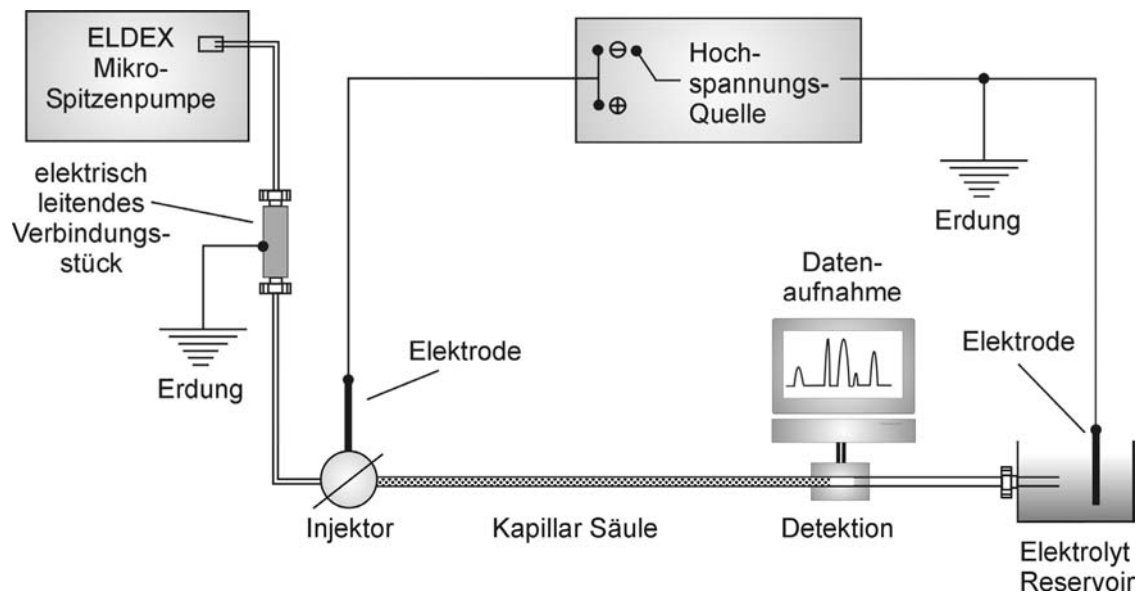 ELDEX
Mikro-
Spitzenpumpe
Hoch-
spannungs-
Quelle
elektrisch
leitendes
Verbindungs-
stück
Erdung
Erdung
Daten-
aufnahme
Elektrode
Elektrode
Injektor
Kapillar Säule
Detektion
Elektrolyt
Reservoir